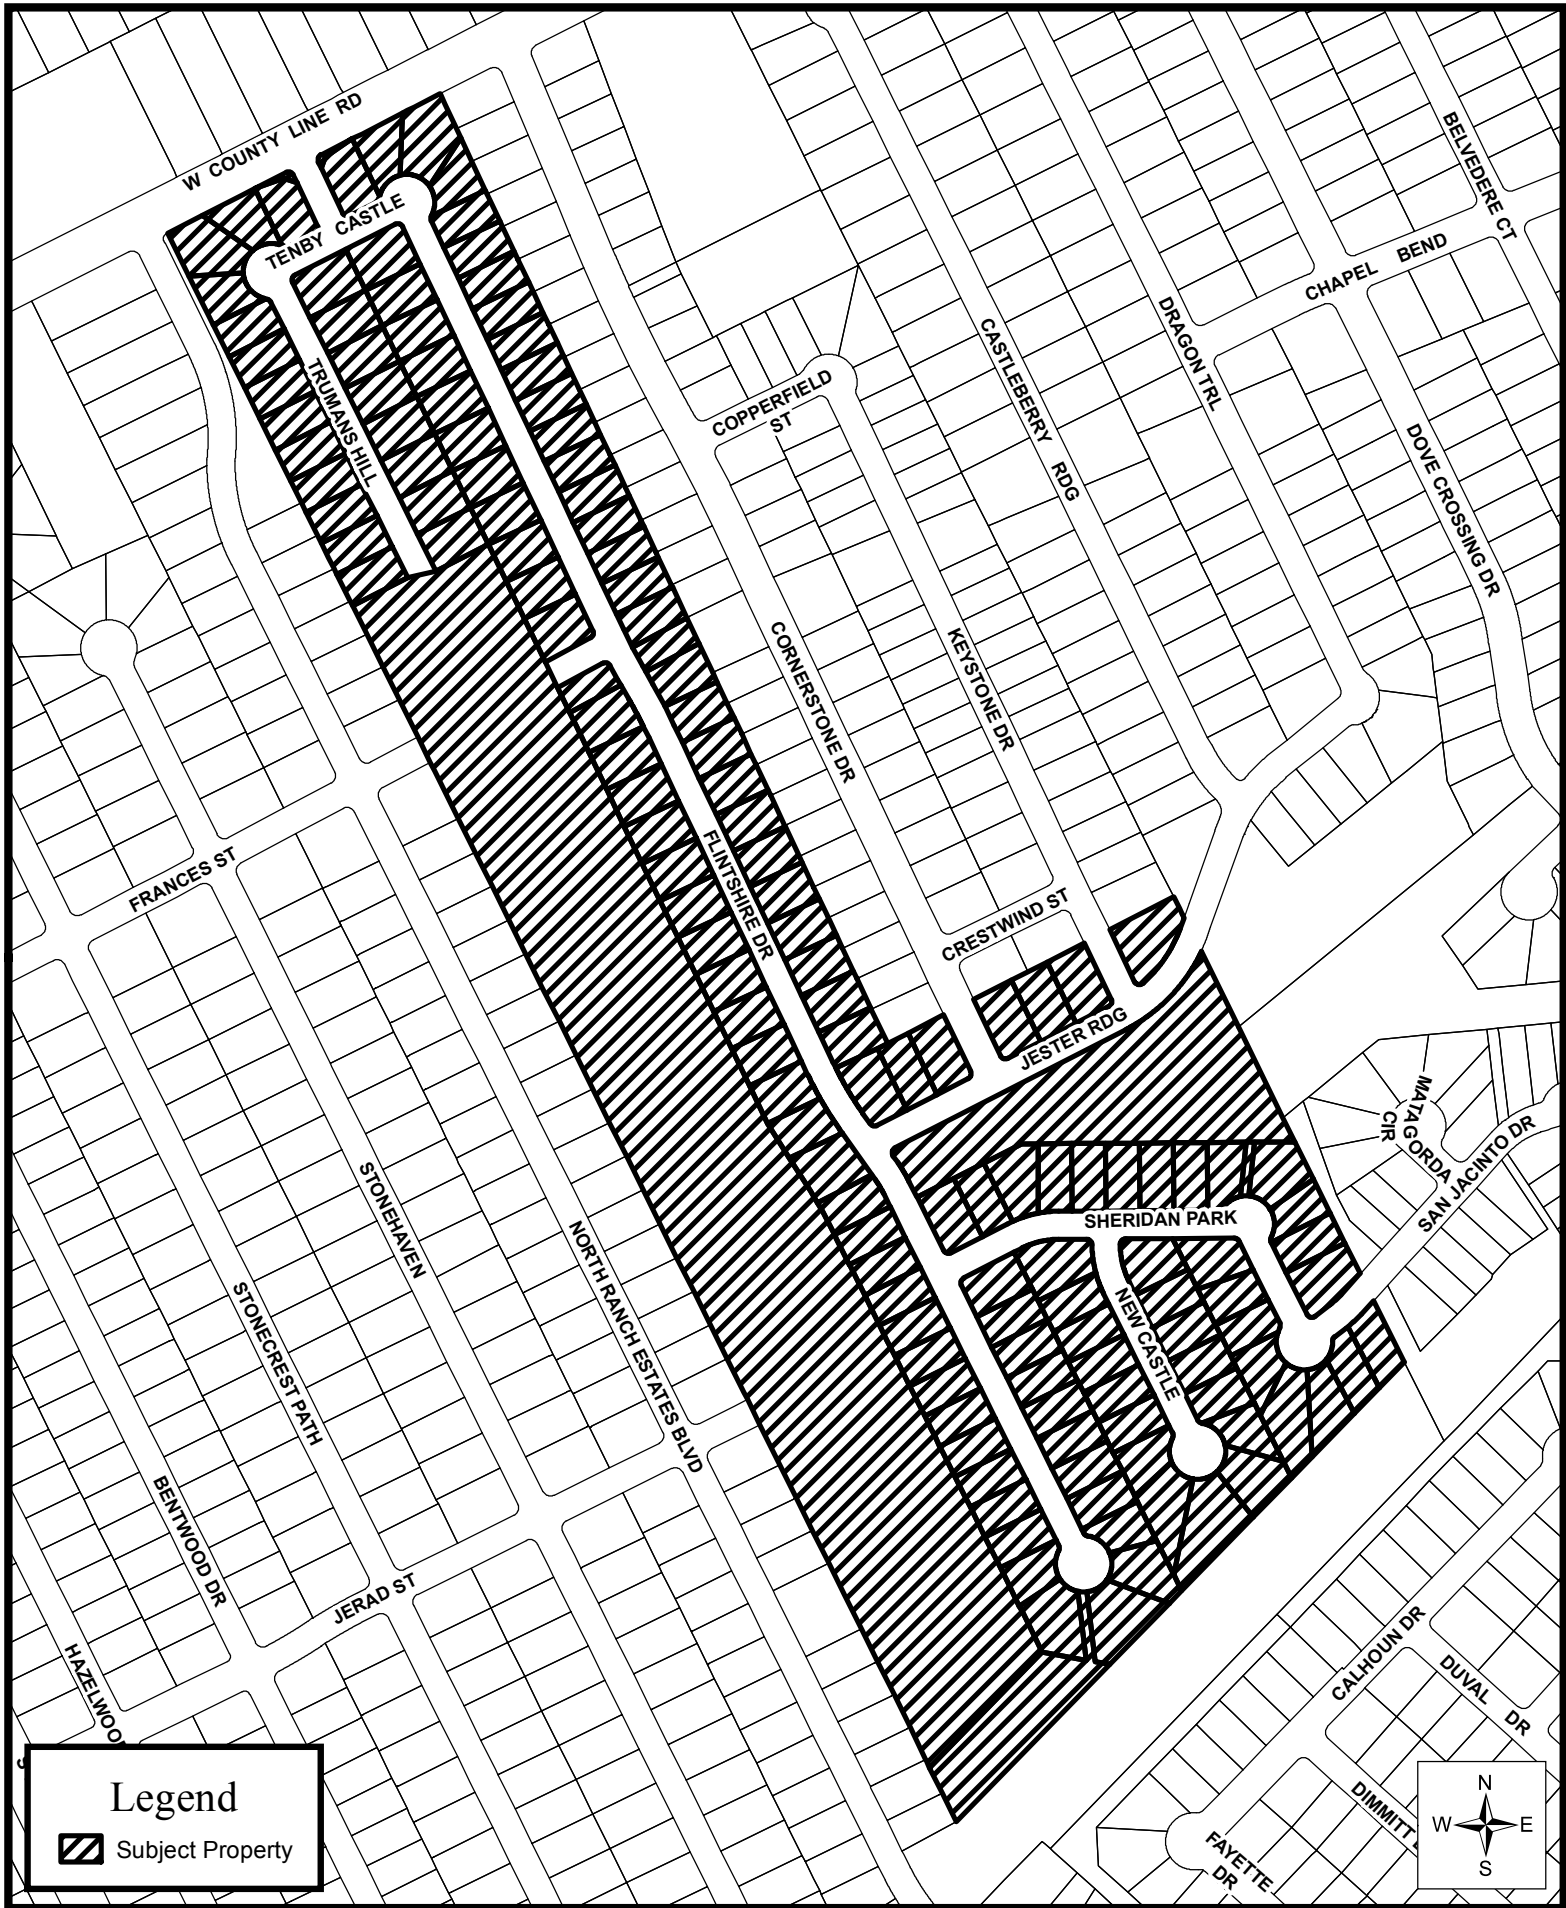 W COUNTY LINE RD
BELVEDERE CT
TENBY CASTLE
CHAPEL BEND
DRAGON TRL
CASTLEBERRY RDG
TRUMANS HILL
COPPERFIELD
ST
DOVE CROSSING DR
CORNERSTONE DR
KEYSTONE DR
FLINTSHIRE DR
FRANCES ST
CRESTWIND ST
JESTER RDG
MATAGORDA
CIR
SAN JACINTO DR
STONEHAVEN
SHERIDAN PARK
NORTH RANCH ESTATES BLVD
STONECREST PATH
NEW CASTLE
BENTWOOD DR
JERAD ST
CALHOUN DR
HAZELWOO
DUVAL DR
DIMMITT
FAYETTE
DR
Legend
Subject Property
N
W E
S